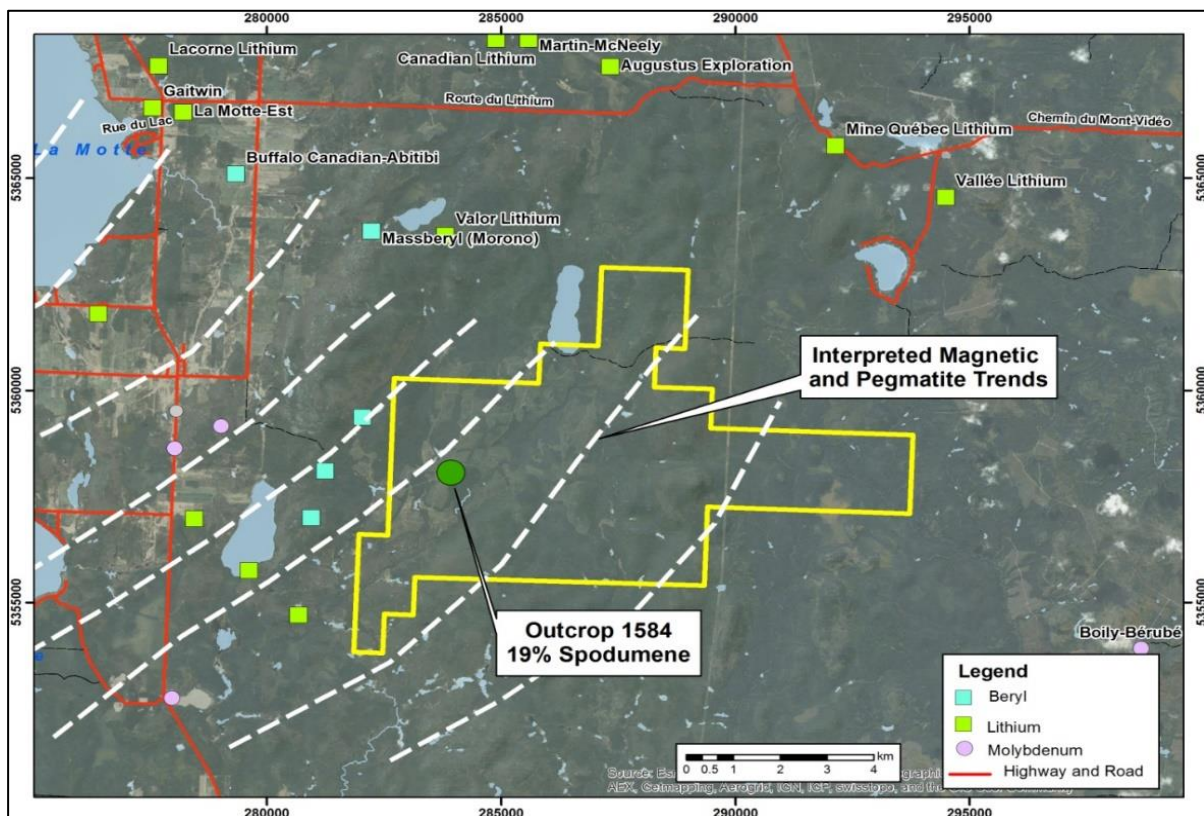 280000
285000
290000
295000
Lacorne Lithium
Canadian Lithium
Martin-McNeely
Augustus Exploration
Gaitwin
La Motte-Est
Route du Lithium
Rue du Lac
La Motte
Chemin du Mont-Vidéo
Mine Québec Lithium
Buffalo Canadian-Abitibi
5365000
5365000
Vallée Lithium
Valor Lithium
Massberyl (Morono)
Interpreted Magnetic
and Pegmatite Trends
5360000
5360000
5355000
5355000
Outcrop 1584
19% Spodumene
Boily-Bérubé
Legend
Beryl
Lithium
Molybdenum
Highway and Road
km
0 0.5 1 2 3 4
Source:
AEX, Getmapping, Aerogrid, IGN, IGP, swisstopo, and the
280000
285000
290000
295000